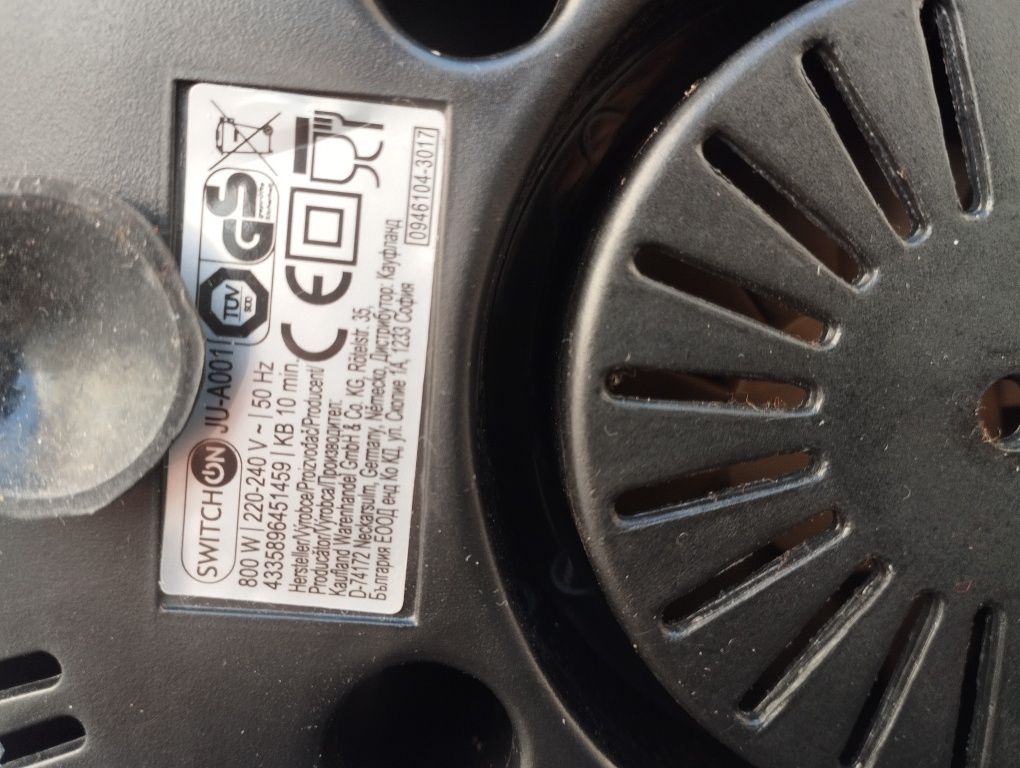 SWITCH ON JU-A001
800 W | 220-240 V ~ | 50 Hz
4335896451459 | KB 10 min.
Hersteller/Výrobce/Proizvođač/Producent/
Producător/Výrobca/Производител:
Kaufland Warenhandel GmbH & Co. KG, Rötelstr. 35,
D-74172 Neckarsulm, Germany, Německo, Дистрибутор: Кауфланд
България ЕООД енд Ко КД, ул. Скопие 1А, 1233 София
TÜV
SÜD
GS
CE
0946104-3017